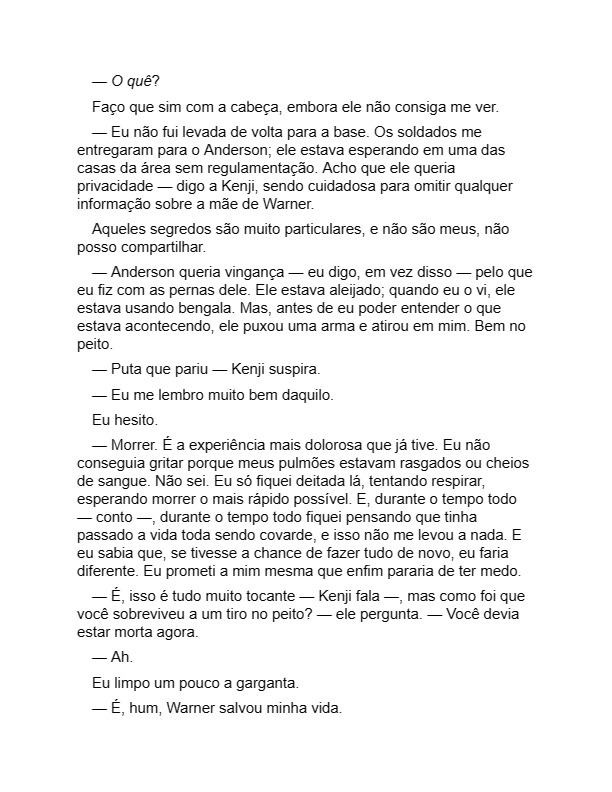 — O quê?
Faço que sim com a cabeça, embora ele não consiga me ver.
— Eu não fui levada de volta para a base. Os soldados me
entregaram para o Anderson; ele estava esperando em uma das
casas da área sem regulamentação. Acho que ele queria
privacidade — digo a Kenji, sendo cuidadosa para omitir qualquer
informação sobre a mãe de Warner.
Aqueles segredos são muito particulares, e não são meus, não
posso compartilhar.
— Anderson queria vingança — eu digo, em vez disso — pelo que
eu fiz com as pernas dele. Ele estava aleijado; quando eu o vi, ele
estava usando bengala. Mas, antes de eu poder entender o que
estava acontecendo, ele puxou uma arma e atirou em mim. Bem no
peito.
— Puta que pariu — Kenji suspira.
— Eu me lembro muito bem daquilo.
Eu hesito.
— Morrer. É a experiência mais dolorosa que já tive. Eu não
conseguia gritar porque meus pulmões estavam rasgados ou cheios
de sangue. Não sei. Eu só fiquei deitada lá, tentando respirar,
esperando morrer o mais rápido possível. E, durante o tempo todo
— conto —, durante o tempo todo fiquei pensando que tinha
passado a vida toda sendo covarde, e isso não me levou a nada. E
eu sabia que, se tivesse a chance de fazer tudo de novo, eu faria
diferente. Eu prometi a mim mesma que enfim pararia de ter medo.
— É, isso é tudo muito tocante — Kenji fala —, mas como foi que
você sobreviveu a um tiro no peito? — ele pergunta. — Você devia
estar morta agora.
— Ah.
Eu limpo um pouco a garganta.
— É, hum, Warner salvou minha vida.